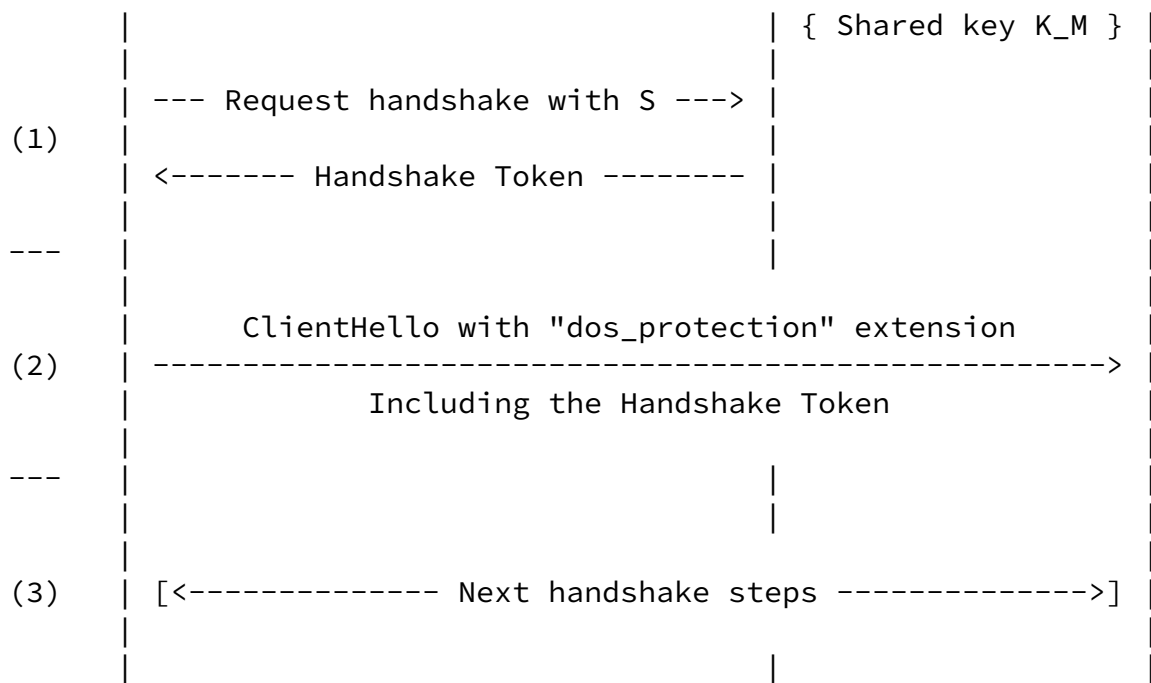 { Shared key K_M }
--- Request handshake with S --->
(1)
<------- Handshake Token --------
---
ClientHello with "dos_protection" extension
(2) ----------------------------------------------------->
Including the Handshake Token
---
(3) [<-------------- Next handshake steps -------------->]